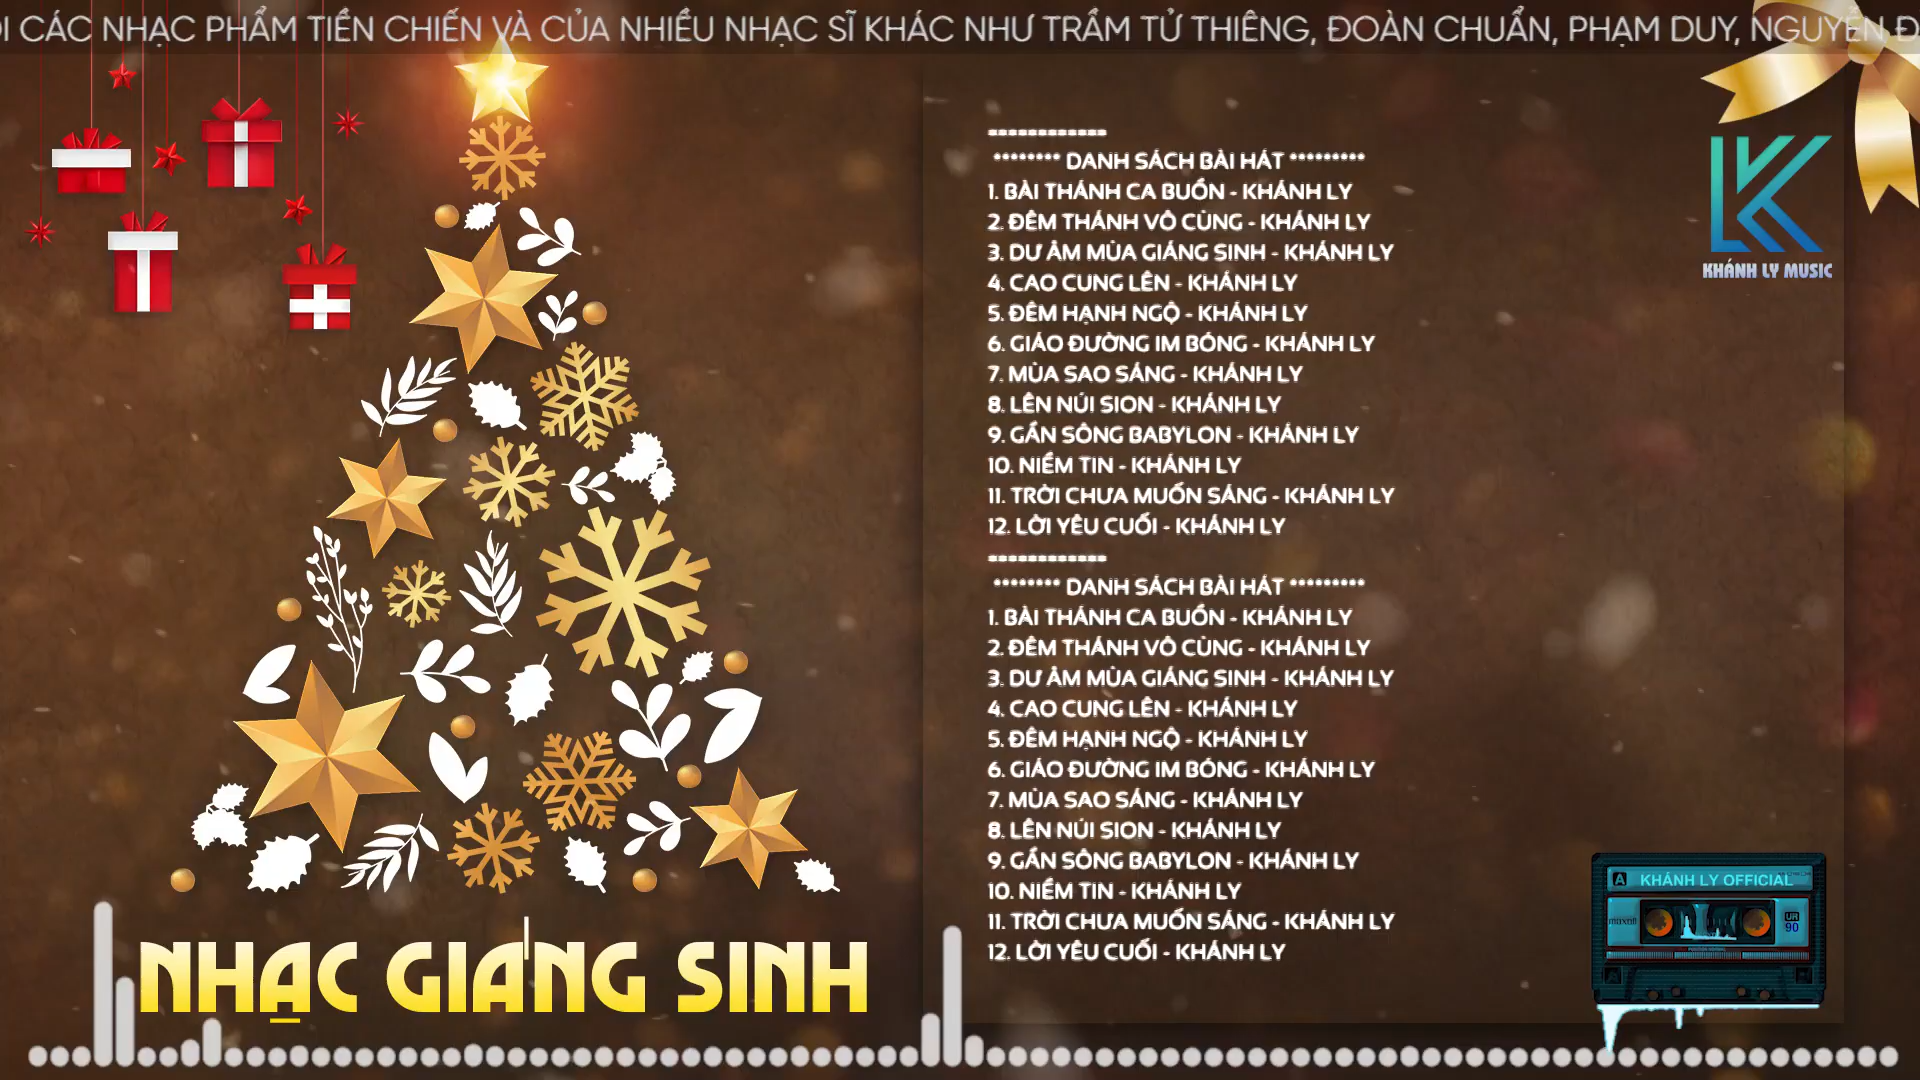 I CÁC NHẠC PHẨM TIỀN CHIẾN VÀ CỦA NHIỀU NHẠC SĨ KHÁC NHƯ TRẦM TỬ THIÊNG, ĐOÀN CHUẨN, PHẠM DUY, NGUYỄN Đ
------------
******** DANH SÁCH BÀI HÁT *********
1. BÀI THÁNH CA BUỒN - KHÁNH LY
2. ĐÊM THÁNH VÔ CÙNG - KHÁNH LY
3. DƯ ÂM MÙA GIÁNG SINH - KHÁNH LY
4. CAO CUNG LÊN - KHÁNH LY
5. ĐÊM HẠNH NGỘ - KHÁNH LY
6. GIÁO ĐƯỜNG IM BÓNG - KHÁNH LY
7. MÙA SAO SÁNG - KHÁNH LY
8. LÊN NÚI SION - KHÁNH LY
9. GẦN SÔNG BABYLON - KHÁNH LY
10. NIỀM TIN - KHÁNH LY
11. TRỜI CHƯA MUỐN SÁNG - KHÁNH LY
12. LỜI YÊU CUỐI - KHÁNH LY
------------
******** DANH SÁCH BÀI HÁT *********
1. BÀI THÁNH CA BUỒN - KHÁNH LY
2. ĐÊM THÁNH VÔ CÙNG - KHÁNH LY
3. DƯ ÂM MÙA GIÁNG SINH - KHÁNH LY
4. CAO CUNG LÊN - KHÁNH LY
5. ĐÊM HẠNH NGỘ - KHÁNH LY
6. GIÁO ĐƯỜNG IM BÓNG - KHÁNH LY
7. MÙA SAO SÁNG - KHÁNH LY
8. LÊN NÚI SION - KHÁNH LY
9. GẦN SÔNG BABYLON - KHÁNH LY
10. NIỀM TIN - KHÁNH LY
11. TRỜI CHƯA MUỐN SÁNG - KHÁNH LY
12. LỜI YÊU CUỐI - KHÁNH LY
KHÁNH LY MUSIC
A KHÁNH LY OFFICIAL
maxell
UR
90
NHẠC GIÁNG SINH